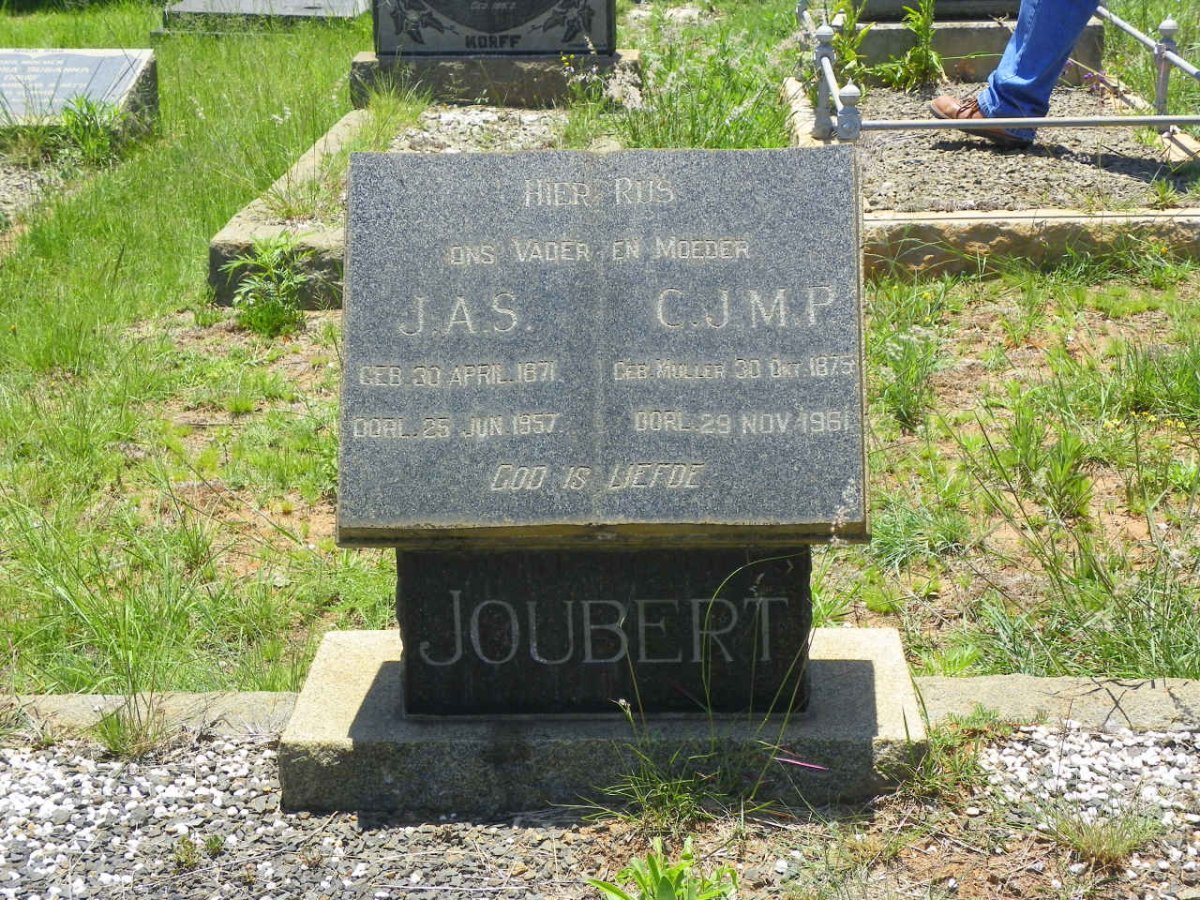 KORFF
HIER RUS
ONS VADER EN MOEDER
J.A.S. C.J.M.P
GEB. 30 APRIL. 1871. GEB. MULLER 30 OKT. 1875
OORL. 25 JUN 1957. OORL. 29 NOV 1961
GOD IS LIEFDE
JOUBERT